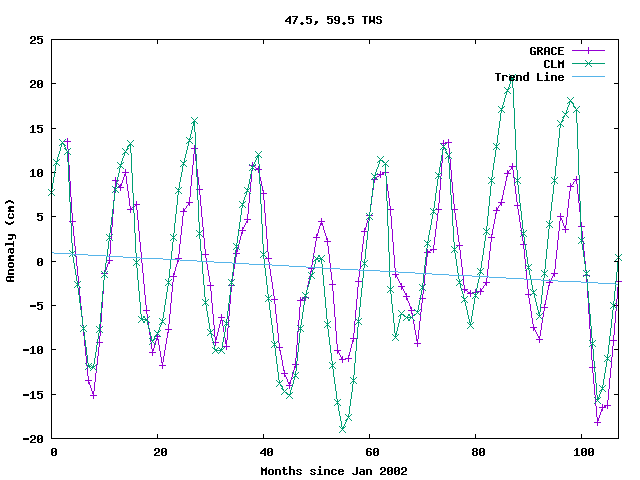 47.5, 59.5 TWS
GRACE
CLM
Trend Line
Anomaly (cm)
25
20
15
10
5
0
-5
-10
-15
-20
0 20 40 60 80 100
Months since Jan 2002